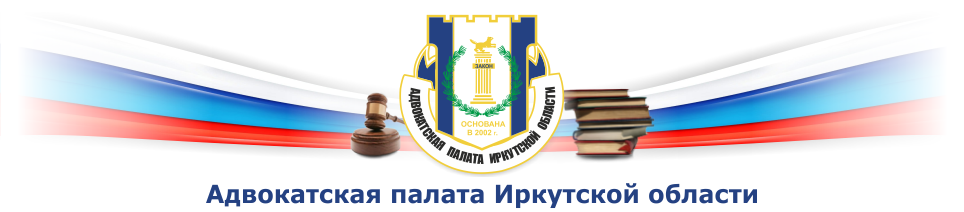 ЗАКОН
ОСНОВАНА
В 2002 г.
АДВОКАТСКАЯ ПАЛАТА ИРКУТСКОЙ ОБЛАСТИ
Адвокатская палата Иркутской области